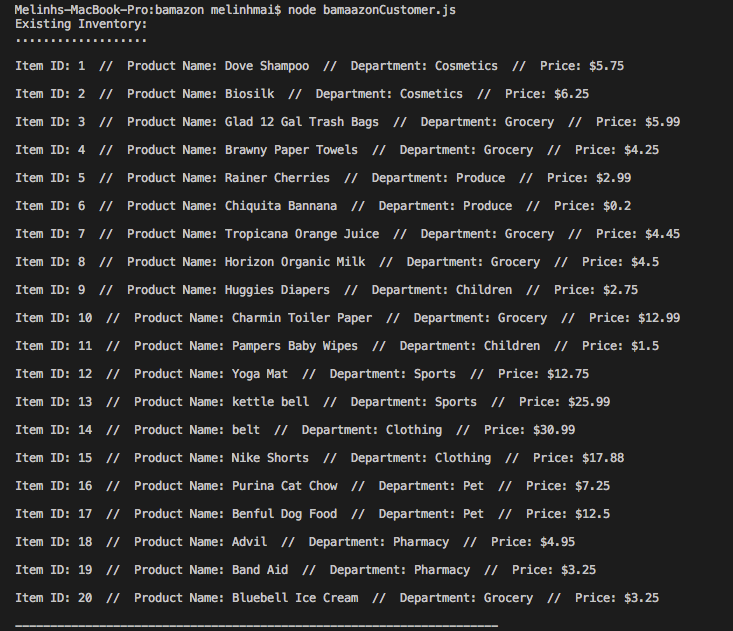 Melinhs-MacBook-Pro:bamazon melinhmai$ node bamaazonCustomer.js
Existing Inventory:
...................
Item ID: 1  //  Product Name: Dove Shampoo  //  Department: Cosmetics  //  Price: $5.75
Item ID: 2  //  Product Name: Biosilk  //  Department: Cosmetics  //  Price: $6.25
Item ID: 3  //  Product Name: Glad 12 Gal Trash Bags  //  Department: Grocery  //  Price: $5.99
Item ID: 4  //  Product Name: Brawny Paper Towels  //  Department: Grocery  //  Price: $4.25
Item ID: 5  //  Product Name: Rainer Cherries  //  Department: Produce  //  Price: $2.99
Item ID: 6  //  Product Name: Chiquita Bannana  //  Department: Produce  //  Price: $0.2
Item ID: 7  //  Product Name: Tropicana Orange Juice  //  Department: Grocery  //  Price: $4.45
Item ID: 8  //  Product Name: Horizon Organic Milk  //  Department: Grocery  //  Price: $4.5
Item ID: 9  //  Product Name: Huggies Diapers  //  Department: Children  //  Price: $2.75
Item ID: 10  //  Product Name: Charmin Toiler Paper  //  Department: Grocery  //  Price: $12.99
Item ID: 11  //  Product Name: Pampers Baby Wipes  //  Department: Children  //  Price: $1.5
Item ID: 12  //  Product Name: Yoga Mat  //  Department: Sports  //  Price: $12.75
Item ID: 13  //  Product Name: kettle bell  //  Department: Sports  //  Price: $25.99
Item ID: 14  //  Product Name: belt  //  Department: Clothing  //  Price: $30.99
Item ID: 15  //  Product Name: Nike Shorts  //  Department: Clothing  //  Price: $17.88
Item ID: 16  //  Product Name: Purina Cat Chow  //  Department: Pet  //  Price: $7.25
Item ID: 17  //  Product Name: Benful Dog Food  //  Department: Pet  //  Price: $12.5
Item ID: 18  //  Product Name: Advil  //  Department: Pharmacy  //  Price: $4.95
Item ID: 19  //  Product Name: Band Aid  //  Department: Pharmacy  //  Price: $3.25
Item ID: 20  //  Product Name: Bluebell Ice Cream  //  Department: Grocery  //  Price: $3.25
_____________________________________________________________________